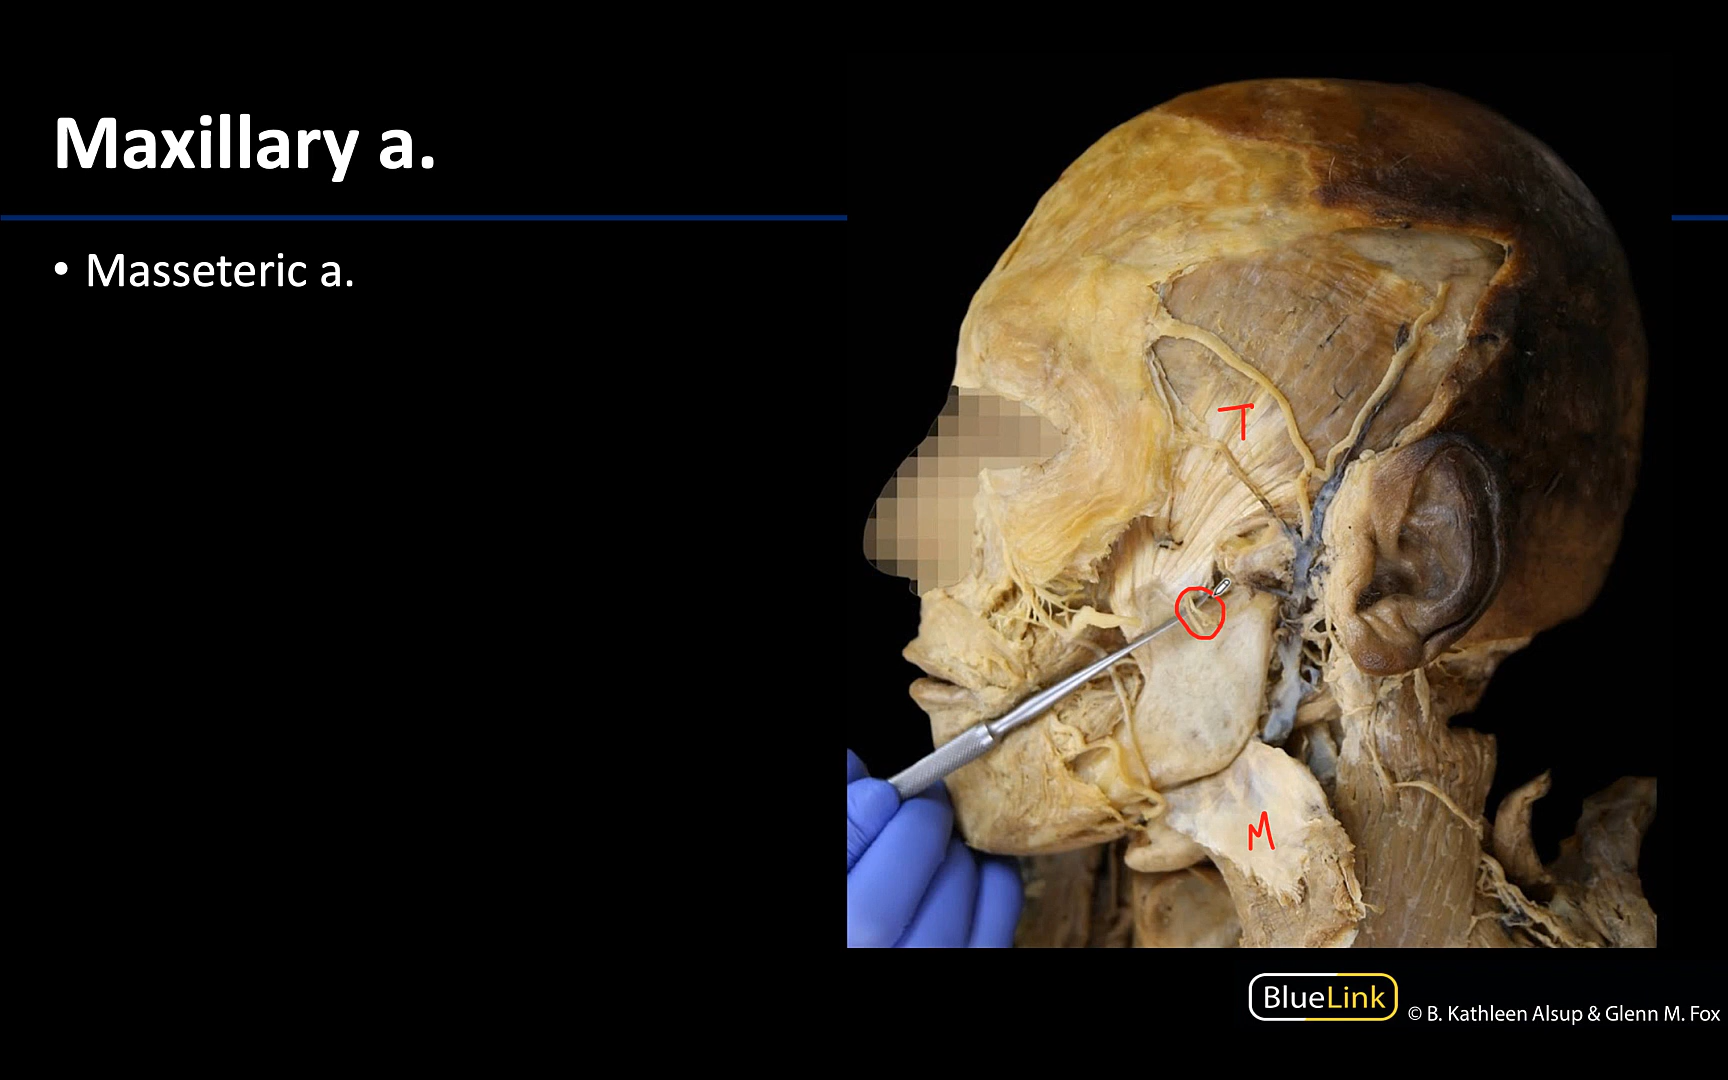 Maxillary a.
• Masseteric a.
T
M
BlueLink
© B. Kathleen Alsup & Glenn M. Fox